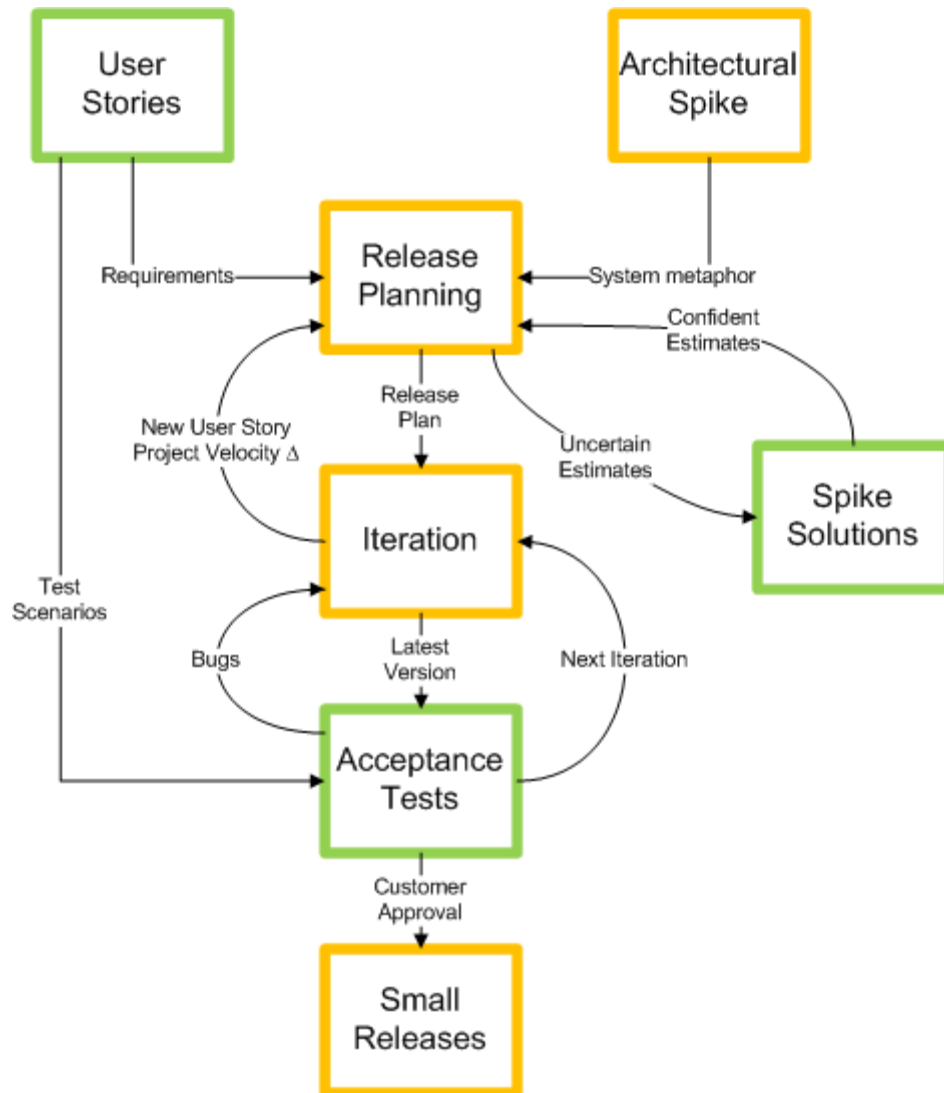 User
Stories
Architectural
Spike
Release
Planning
Requirements
System metaphor
Confident
Estimates
Release
Plan
New User Story
Project Velocity Δ
Uncertain
Estimates
Spike
Solutions
Iteration
Test
Scenarios
Bugs
Latest
Version
Next Iteration
Acceptance
Tests
Customer
Approval
Small
Releases